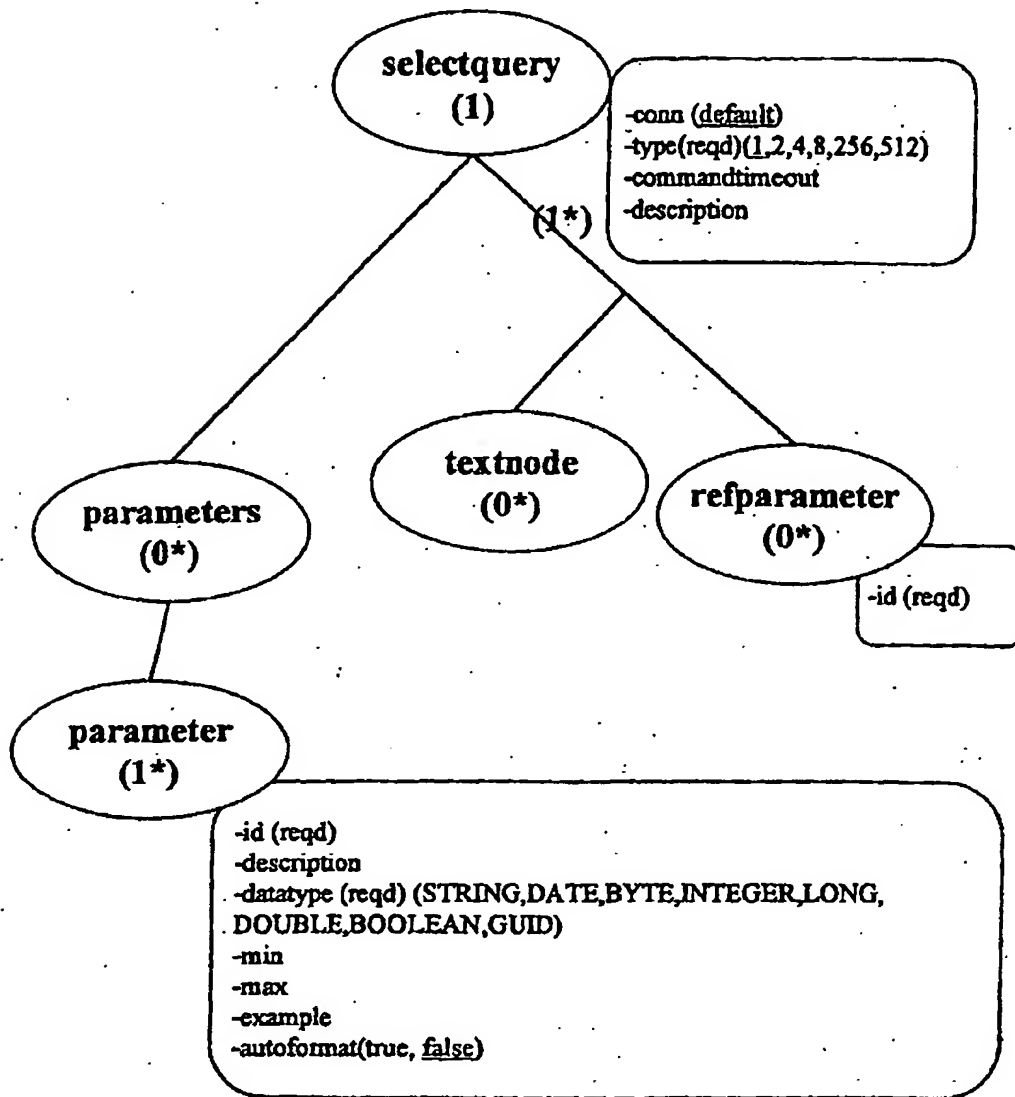 selectquery
(1)
-conn (default)
-type(reqd)(1,2,4,8,256,512)
-commandtimeout
-description
(1*)
textnode
(0*)
refparameter
(0*)
parameters
(0*)
-id (reqd)
parameter
(1*)
-id (reqd)
-description
-datatype (reqd) (STRING,DATE,BYTE,INTEGER,LONG,
DOUBLE,BOOLEAN,GUID)
-min
-max
-example
-autoformat(true, false)